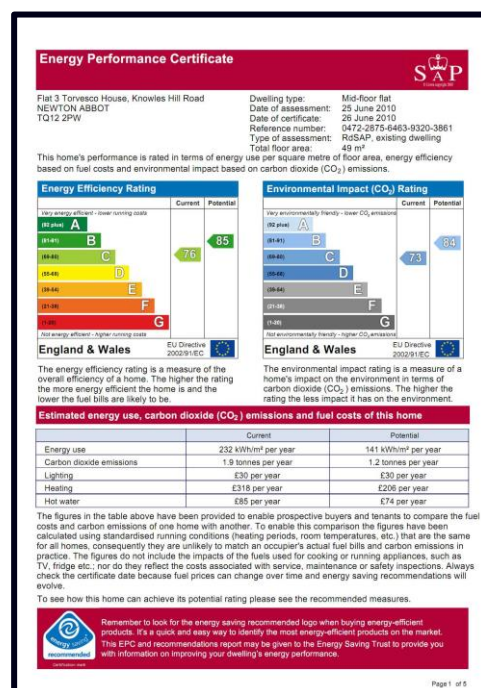 Energy Performance Certificate
SAP
Flat 3 Torvesco House, Knowles Hill Road
NEWTON ABBOT
TQ12 2PW
Dwelling type: Mid-floor flat
Date of assessment: 25 June 2010
Date of certificate: 26 June 2010
Reference number: 0472-2875-6463-9320-3861
Type of assessment: RdSAP, existing dwelling
Total floor area: 49 m²
This home's performance is rated in terms of energy use per square metre of floor area, energy efficiency
based on fuel costs and environmental impact based on carbon dioxide (CO₂) emissions.
Energy Efficiency Rating
Current Potential
Very energy efficient - lower running costs
(92 plus) A
(81-91) B
(69-80) C
(55-68) D
(39-54) E
(21-38) F
(1-20) G
76
85
Not energy efficient - higher running costs
England & Wales
EU Directive
2002/91/EC
The energy efficiency rating is a measure of the
overall efficiency of a home. The higher the rating
the more energy efficient the home is and the
lower the fuel bills are likely to be.
Environmental Impact (CO₂) Rating
Current Potential
Very environmentally friendly - lower CO₂ emissions
(92 plus) A
(81-91) B
(69-80) C
(55-68) D
(39-54) E
(21-38) F
(1-20) G
73
84
Not environmentally friendly - higher CO₂ emissions
England & Wales
EU Directive
2002/91/EC
The environmental impact rating is a measure of a
home's impact on the environment in terms of
carbon dioxide (CO₂) emissions. The higher the
rating the less impact it has on the environment.
Estimated energy use, carbon dioxide (CO₂) emissions and fuel costs of this home
Current Potential
Energy use 232 kWh/m² per year 141 kWh/m² per year
Carbon dioxide emissions 1.9 tonnes per year 1.2 tonnes per year
Lighting £30 per year £30 per year
Heating £318 per year £206 per year
Hot water £85 per year £74 per year
The figures in the table above have been provided to enable prospective buyers and tenants to compare the fuel
costs and carbon emissions of one home with another. To enable this comparison the figures have been
calculated using standardised running conditions (heating periods, room temperatures, etc.) that are the same
for all homes, consequently they are unlikely to match an occupier's actual fuel bills and carbon emissions in
practice. The figures do not include the impacts of the fuels used for cooking or running appliances, such as
TV, fridge etc.; nor do they reflect the costs associated with service, maintenance or safety inspections. Always
check the certificate date because fuel prices can change over time and energy saving recommendations will
evolve.
To see how this home can achieve its potential rating please see the recommended measures.
energy saving
recommended
Certification mark
Remember to look for the energy saving recommended logo when buying energy-efficient
products. It's a quick and easy way to identify the most energy-efficient products on the market.
This EPC and recommendations report may be given to the Energy Saving Trust to provide you
with information on improving your dwelling's energy performance.
Page 1 of 5